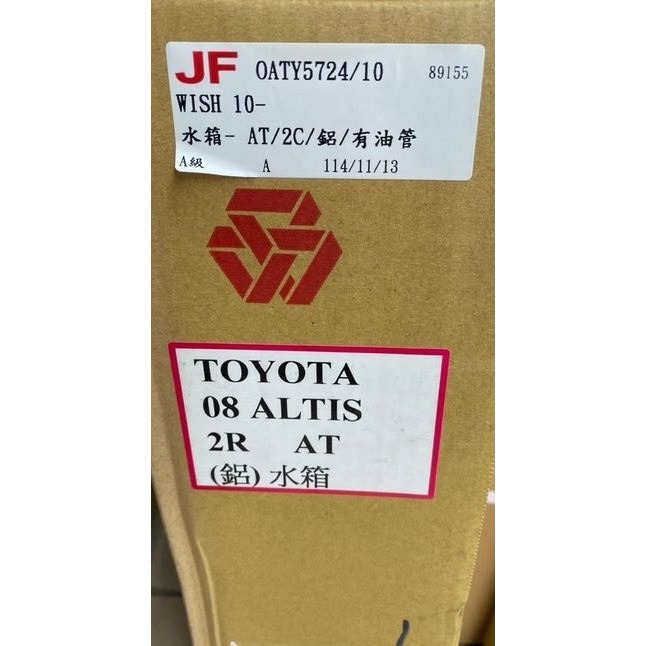 JF OATY5724/10 89155
WISH 10-
水箱- AT/2C/鋁/有油管
A級 A 114/11/13
TOYOTA
08 ALTIS
2R AT
(鋁) 水箱